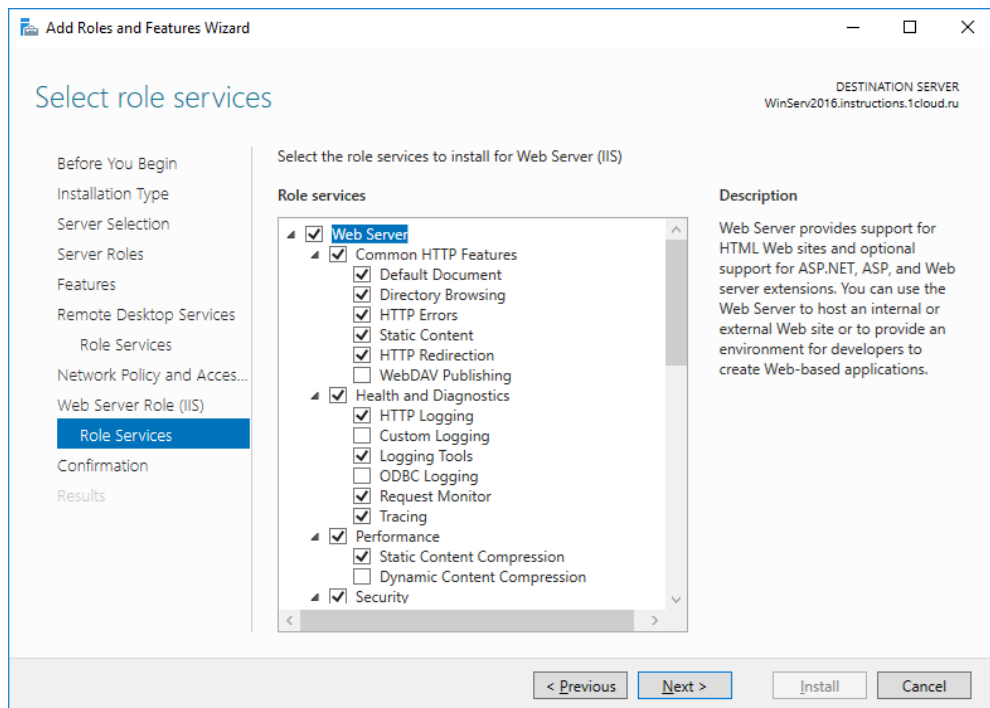 Add Roles and Features Wizard
Select role services
DESTINATION SERVER
WinServ2016.instructions.1cloud.ru
Before You Begin
Installation Type
Server Selection
Server Roles
Features
Remote Desktop Services
Role Services
Network Policy and Acces...
Web Server Role (IIS)
Role Services
Confirmation
Results
Select the role services to install for Web Server (IIS)
Role services
Web Server
Common HTTP Features
Default Document
Directory Browsing
HTTP Errors
Static Content
HTTP Redirection
WebDAV Publishing
Health and Diagnostics
HTTP Logging
Custom Logging
Logging Tools
ODBC Logging
Request Monitor
Tracing
Performance
Static Content Compression
Dynamic Content Compression
Security
Description
Web Server provides support for
HTML Web sites and optional
support for ASP.NET, ASP, and Web
server extensions. You can use the
Web Server to host an internal or
external Web site or to provide an
environment for developers to
create Web-based applications.
< Previous
Next >
Install
Cancel